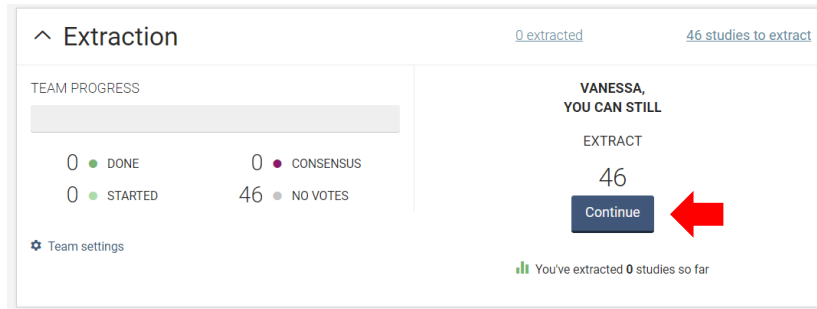 Extraction
0 extracted
46 studies to extract
TEAM PROGRESS
0 DONE
0 CONSENSUS
0 STARTED
46 NO VOTES
Team settings
VANESSA,
YOU CAN STILL
EXTRACT
46
Continue
You've extracted 0 studies so far